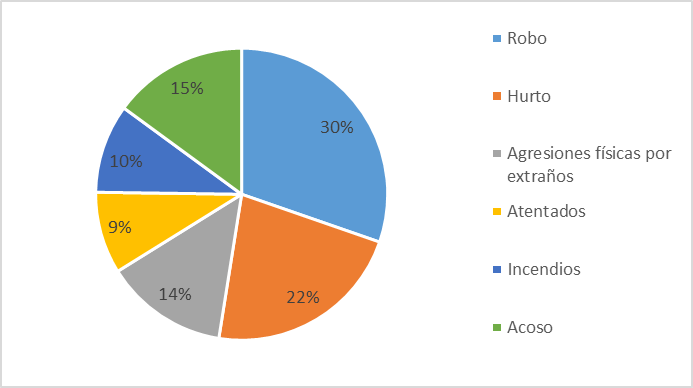 30%
22%
14%
9%
10%
15%
Robo
Hurto
Agresiones físicas por
extraños
Atentados
Incendios
Acoso